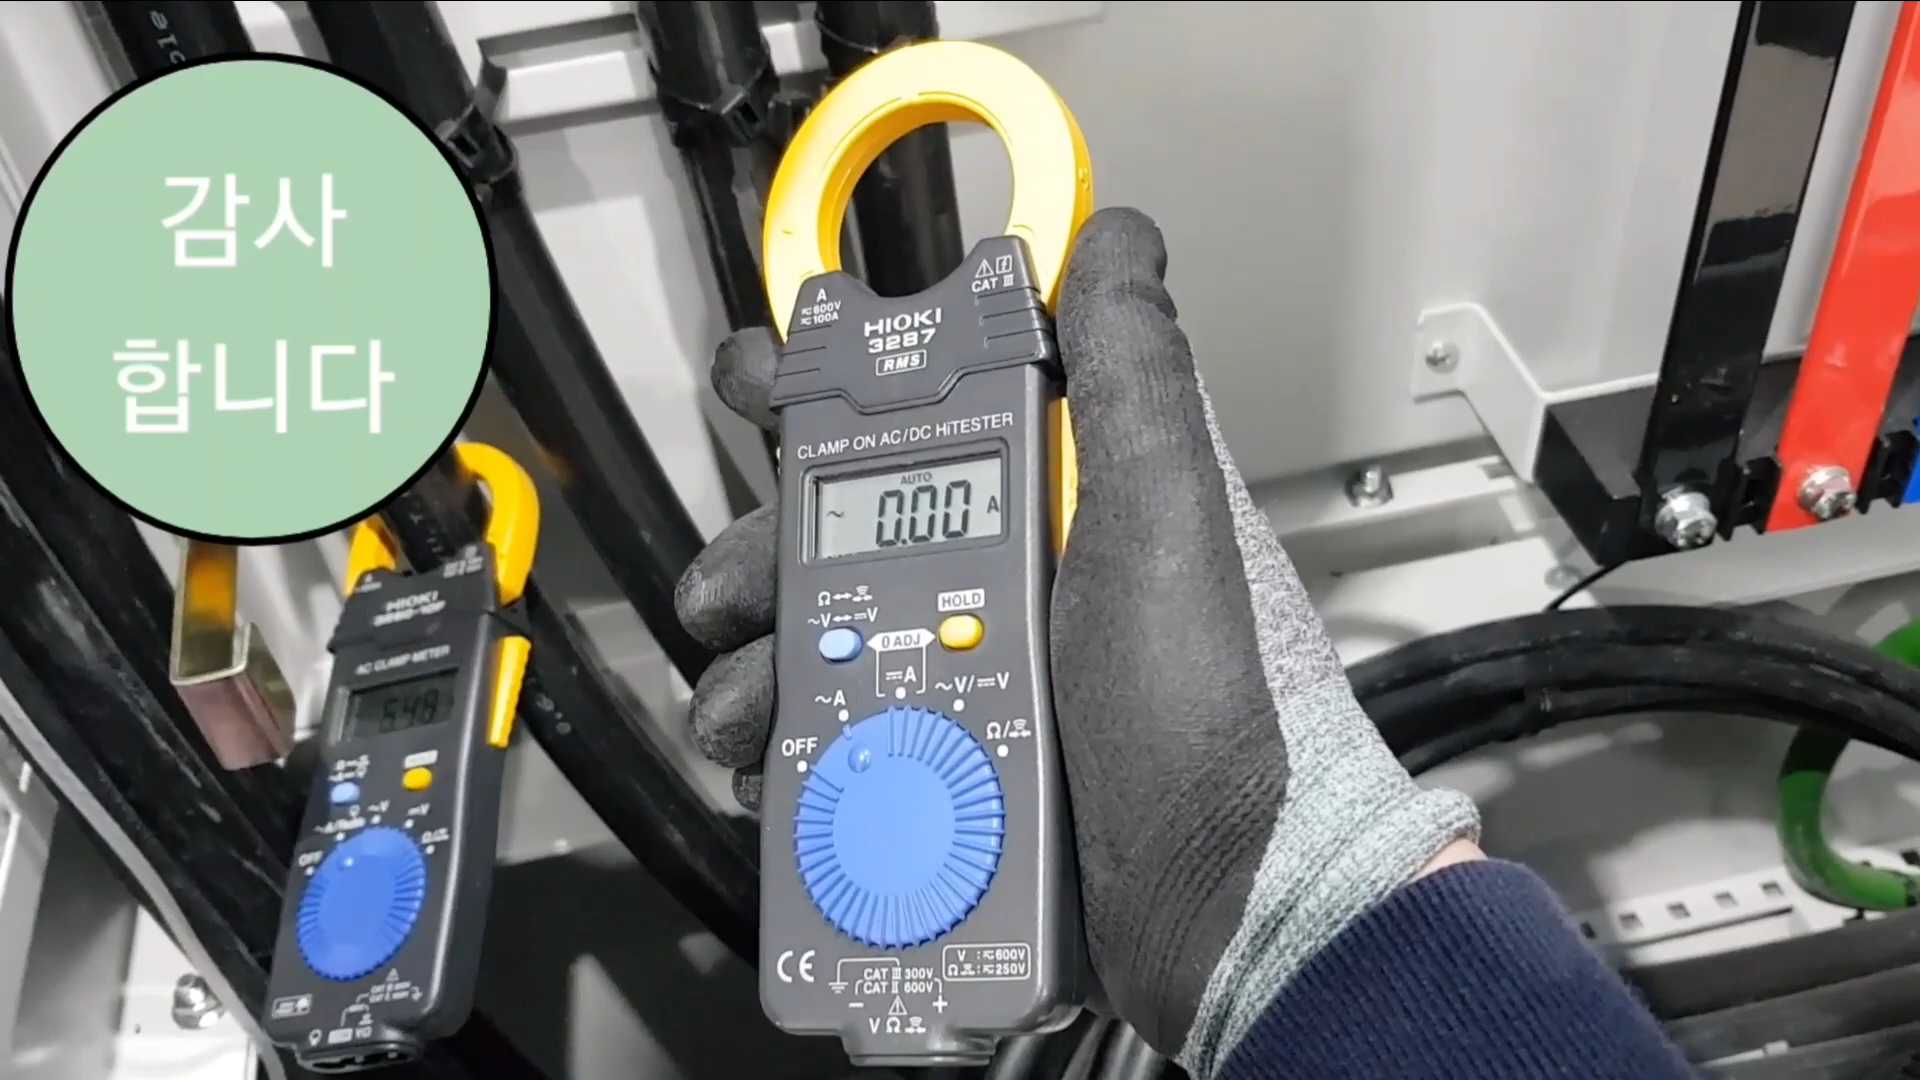 감사
합니다
A
≂600V
≂100A
CAT III
HIOKI
3287
RMS
CLAMP ON AC/DC HiTESTER
AUTO
~ 0.00 A
HOLD
~V ↔ ⎓V
0 ADJ
⎓A
~A
~V/⎓V
OFF
Ω/
CE
CAT III 300V
CAT II 600V
V :≂600V
Ω :≂250V
− +
V Ω
HIOKI
AC CLAMP METER
OFF